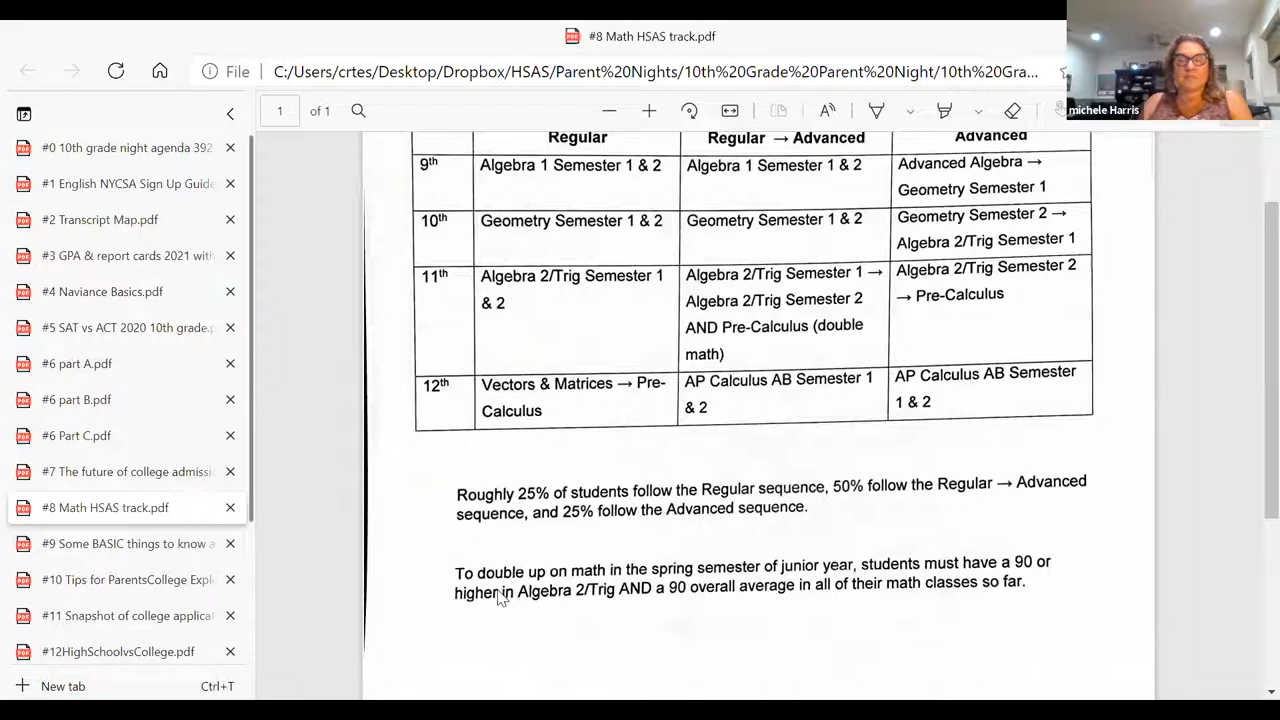 #8 Math HSAS track.pdf
File
C:/Users/crtes/Desktop/Dropbox/HSAS/Parent%20Nights/10th%20Grade%20Parent%20Night/10th%20Gra...
michele Harris
1 of 1
#0 10th grade night agenda 392
#1 English NYCSA Sign Up Guide
#2 Transcript Map.pdf
#3 GPA & report cards 2021 with
#4 Naviance Basics.pdf
#5 SAT vs ACT 2020 10th grade.p
#6 part A.pdf
#6 part B.pdf
#6 Part C.pdf
#7 The future of college admissi
#8 Math HSAS track.pdf
#9 Some BASIC things to know a
#10 Tips for ParentsCollege Expl
#11 Snapshot of college applicat
#12HighSchoolvsCollege.pdf
New tab Ctrl+T
Regular Regular → Advanced Advanced
9th Algebra 1 Semester 1 & 2 Algebra 1 Semester 1 & 2 Advanced Algebra →
Geometry Semester 1
10th Geometry Semester 1 & 2 Geometry Semester 1 & 2 Geometry Semester 2 →
Algebra 2/Trig Semester 1
11th Algebra 2/Trig Semester 1 Algebra 2/Trig Semester 1 → Algebra 2/Trig Semester 2
& 2 Algebra 2/Trig Semester 2 → Pre-Calculus
AND Pre-Calculus (double
math)
12th Vectors & Matrices → Pre- AP Calculus AB Semester 1 AP Calculus AB Semester
Calculus & 2 1 & 2
Roughly 25% of students follow the Regular sequence, 50% follow the Regular → Advanced
sequence, and 25% follow the Advanced sequence.
To double up on math in the spring semester of junior year, students must have a 90 or
higher in Algebra 2/Trig AND a 90 overall average in all of their math classes so far.